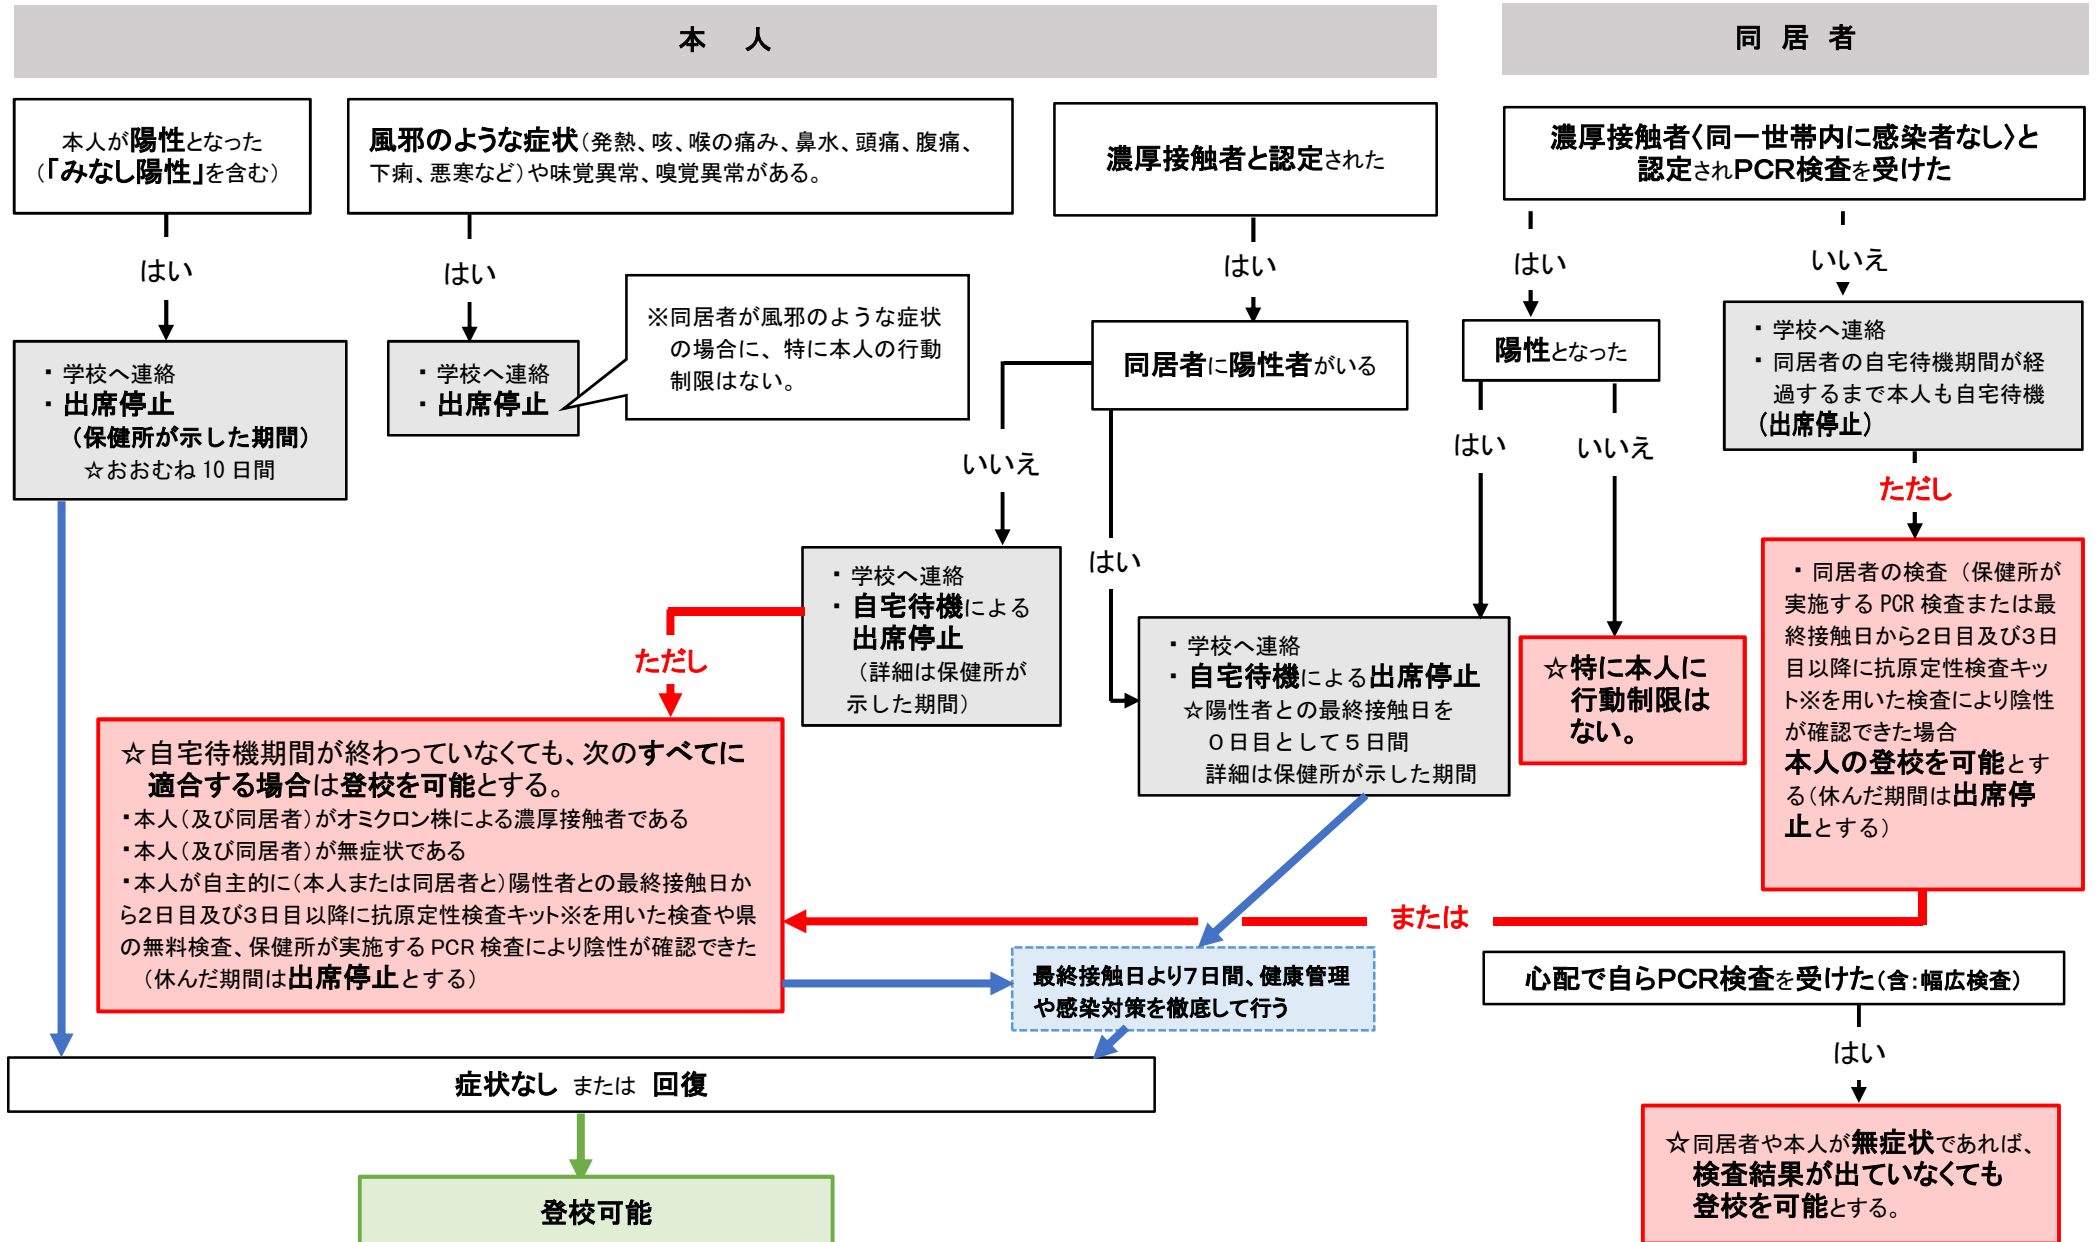 本　人
同 居 者
本人が陽性となった
（「みなし陽性」を含む）
風邪のような症状（発熱、咳、喉の痛み、鼻水、頭痛、腹痛、
下痢、悪寒など）や味覚異常、嗅覚異常がある。
濃厚接触者と認定された
濃厚接触者〈同一世帯内に感染者なし〉と
認定されPCR検査を受けた
はい
はい
はい
はい
いいえ
・学校へ連絡
・出席停止
（保健所が示した期間）
☆おおむね 10 日間
・学校へ連絡
・出席停止
※同居者が風邪のような症状
の場合に、特に本人の行動
制限はない。
同居者に陽性者がいる
陽性となった
・学校へ連絡
・同居者の自宅待機期間が経
過するまで本人も自宅待機
（出席停止）
いいえ
はい
はい
いいえ
ただし
・学校へ連絡
・自宅待機による
出席停止
（詳細は保健所が
示した期間）
ただし
・学校へ連絡
・自宅待機による出席停止
☆陽性者との最終接触日を
０日目として５日間
詳細は保健所が示した期間
☆特に本人に
行動制限は
ない。
・同居者の検査（保健所が
実施する PCR 検査または最
終接触日から２日目及び３日
目以降に抗原定性検査キッ
ト※を用いた検査により陰性
が確認できた場合
本人の登校を可能とす
る（休んだ期間は出席停
止とする）
☆自宅待機期間が終わっていなくても、次のすべてに
適合する場合は登校を可能とする。
・本人（及び同居者）がオミクロン株による濃厚接触者である
・本人（及び同居者）が無症状である
・本人が自主的に（本人または同居者と）陽性者との最終接触日か
ら２日目及び３日目以降に抗原定性検査キット※を用いた検査や県
の無料検査、保健所が実施する PCR 検査により陰性が確認できた
（休んだ期間は出席停止とする）
または
最終接触日より７日間、健康管理
や感染対策を徹底して行う
心配で自らPCR検査を受けた（含：幅広検査）
はい
症状なし または 回復
☆同居者や本人が無症状であれば、
検査結果が出ていなくても
登校を可能とする。
登校可能